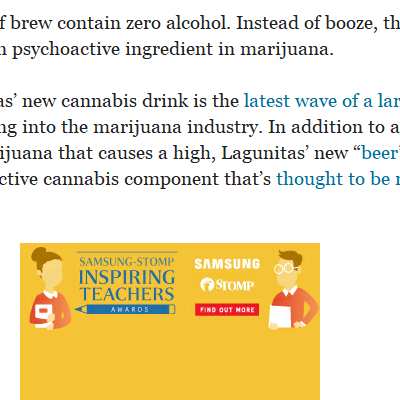 f brew contain zero alcohol. Instead of booze, th
n psychoactive ingredient in marijuana.
as’ new cannabis drink is the latest wave of a lar
ng into the marijuana industry. In addition to a
ijuana that causes a high, Lagunitas’ new “beer”
ctive cannabis component that’s thought to be r
SAMSUNG-STOMP
INSPIRING
TEACHERS
AWARDS
SAMSUNG
STOMP
FIND OUT MORE